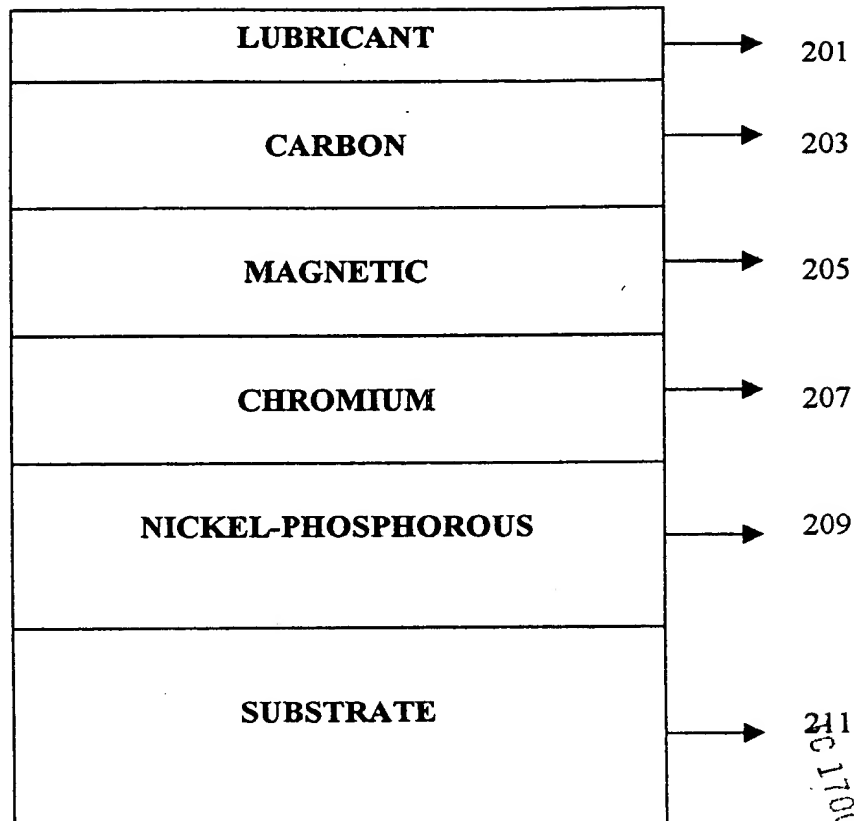 LUBRICANT 201
CARBON 203
MAGNETIC 205
CHROMIUM 207
NICKEL-PHOSPHOROUS 209
SUBSTRATE 211